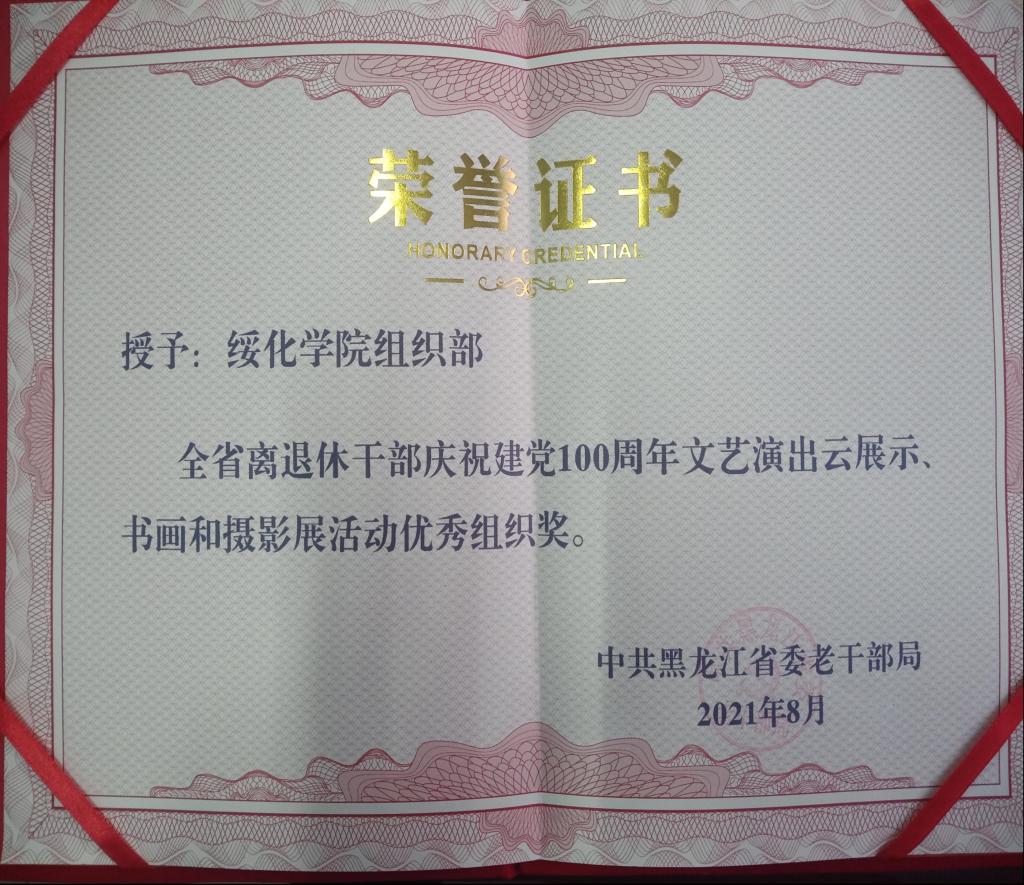 荣誉证书
HONORARY CREDENTIAL
授予：绥化学院组织部
全省离退休干部庆祝建党100周年文艺演出云展示、
书画和摄影展活动优秀组织奖。
中共黑龙江省委老干部局
2021年8月